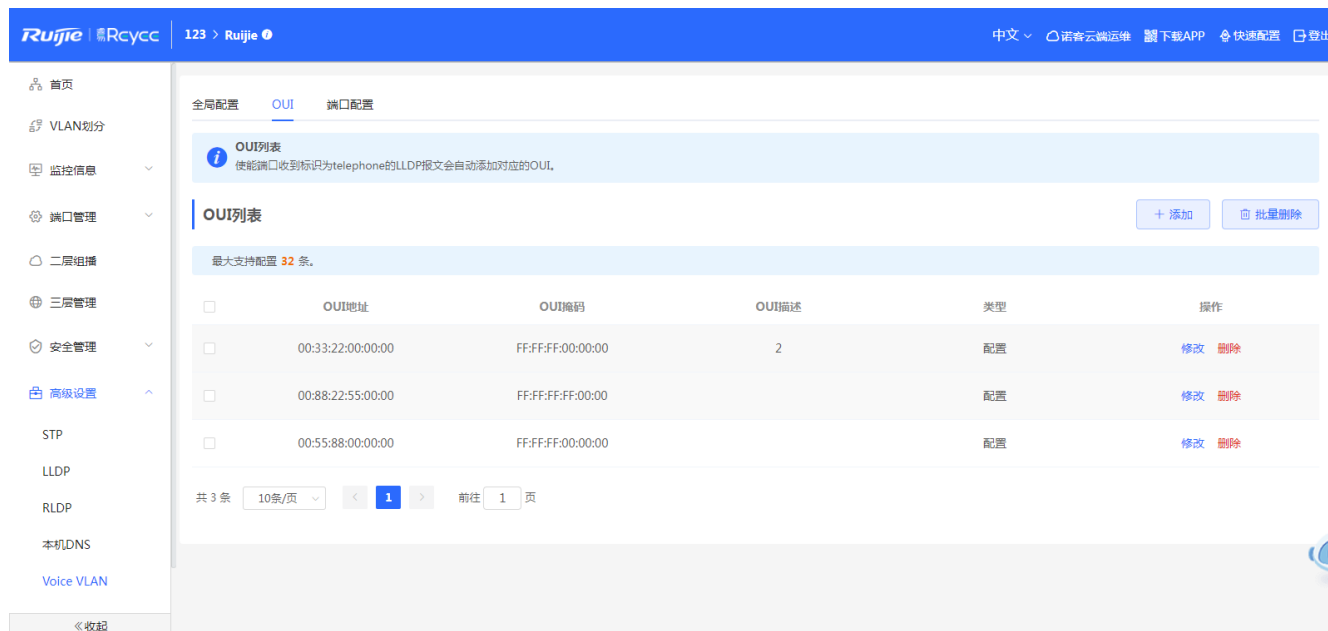 Ruijie Rcycc 123 > Ruijie
中文 诺客云端运维 下载APP 快速配置 登出
首页
VLAN划分
监控信息
端口管理
二层组播
三层管理
安全管理
高级设置
STP
LLDP
RLDP
本机DNS
Voice VLAN
《收起
全局配置 OUI 端口配置
OUI列表
使能端口收到标识为telephone的LLDP报文会自动添加对应的OUI。
OUI列表
+ 添加 批量删除
最大支持配置 32 条。
OUI地址 OUI掩码 OUI描述 类型 操作
00:33:22:00:00:00 FF:FF:FF:00:00:00 2 配置 修改 删除
00:88:22:55:00:00 FF:FF:FF:FF:00:00 配置 修改 删除
00:55:88:00:00:00 FF:FF:FF:00:00:00 配置 修改 删除
共 3 条 10条/页 < 1 > 前往 1 页